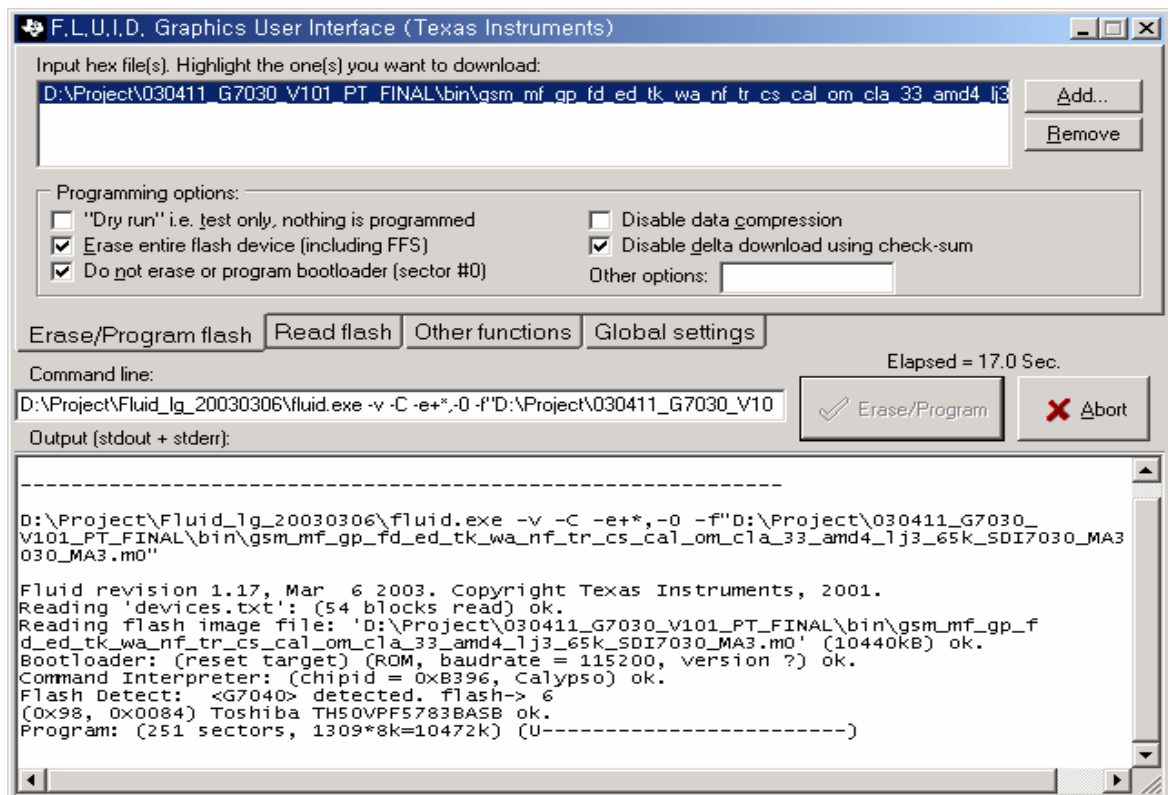 F.L.U.I.D. Graphics User Interface (Texas Instruments)
Input hex file(s). Highlight the one(s) you want to download:
D:\Project\030411_G7030_V101_PT_FINAL\bin\gsm_mf_gp_fd_ed_tk_wa_nf_tr_cs_cal_om_cla_33_amd4_lj3
Add...
Remove
Programming options:
"Dry run" i.e. test only, nothing is programmed
Disable data compression
Erase entire flash device (including FFS)
Disable delta download using check-sum
Do not erase or program bootloader (sector #0)
Other options:
Erase/Program flash
Read flash
Other functions
Global settings
Elapsed = 17.0 Sec.
Command line:
D:\Project\Fluid_lg_20030306\fluid.exe -v -C -e+*,-0 -f"D:\Project\030411_G7030_V10
Erase/Program
Abort
Output (stdout + stderr):
-------------------------------------------------------------
D:\Project\Fluid_lg_20030306\fluid.exe -v -C -e+*,-0 -f"D:\Project\030411_G7030_
V101_PT_FINAL\bin\gsm_mf_gp_fd_ed_tk_wa_nf_tr_cs_cal_om_cla_33_amd4_lj3_65k_SDI7030_MA3
030_MA3.m0"
Fluid revision 1.17, Mar  6 2003. Copyright Texas Instruments, 2001.
Reading 'devices.txt': (54 blocks read) ok.
Reading flash image file: 'D:\Project\030411_G7030_V101_PT_FINAL\bin\gsm_mf_gp_f
d_ed_tk_wa_nf_tr_cs_cal_om_cla_33_amd4_lj3_65k_SDI7030_MA3.m0' (10440kB) ok.
Bootloader: (reset target) (ROM, baudrate = 115200, version ?) ok.
Command Interpreter: (chipid = 0xB396, Calypso) ok.
Flash Detect:  <G7040> detected. flash-> 6
(0x98, 0x0084) Toshiba TH50VPF5783BASB ok.
Program: (251 sectors, 1309*8k=10472k) (U------------------------)